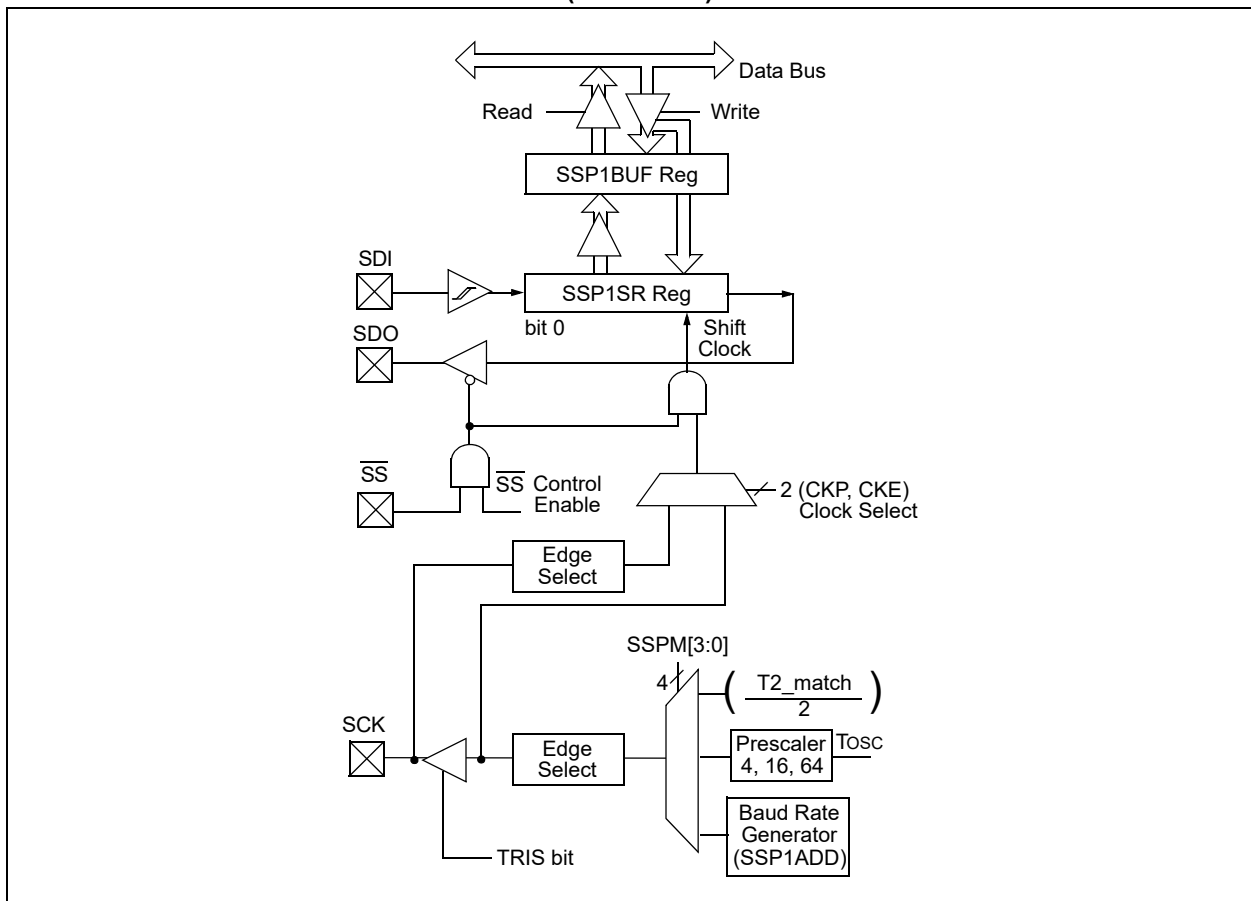 Data Bus
Read
Write
SSP1BUF Reg
SDI
SSP1SR Reg
bit 0
Shift
Clock
SDO
SS
SS Control
Enable
2 (CKP, CKE)
Clock Select
Edge
Select
SSPM[3:0]
4
( T2_match )
2
SCK
Edge
Select
Prescaler
4, 16, 64
TOSC
Baud Rate
Generator
(SSP1ADD)
TRIS bit